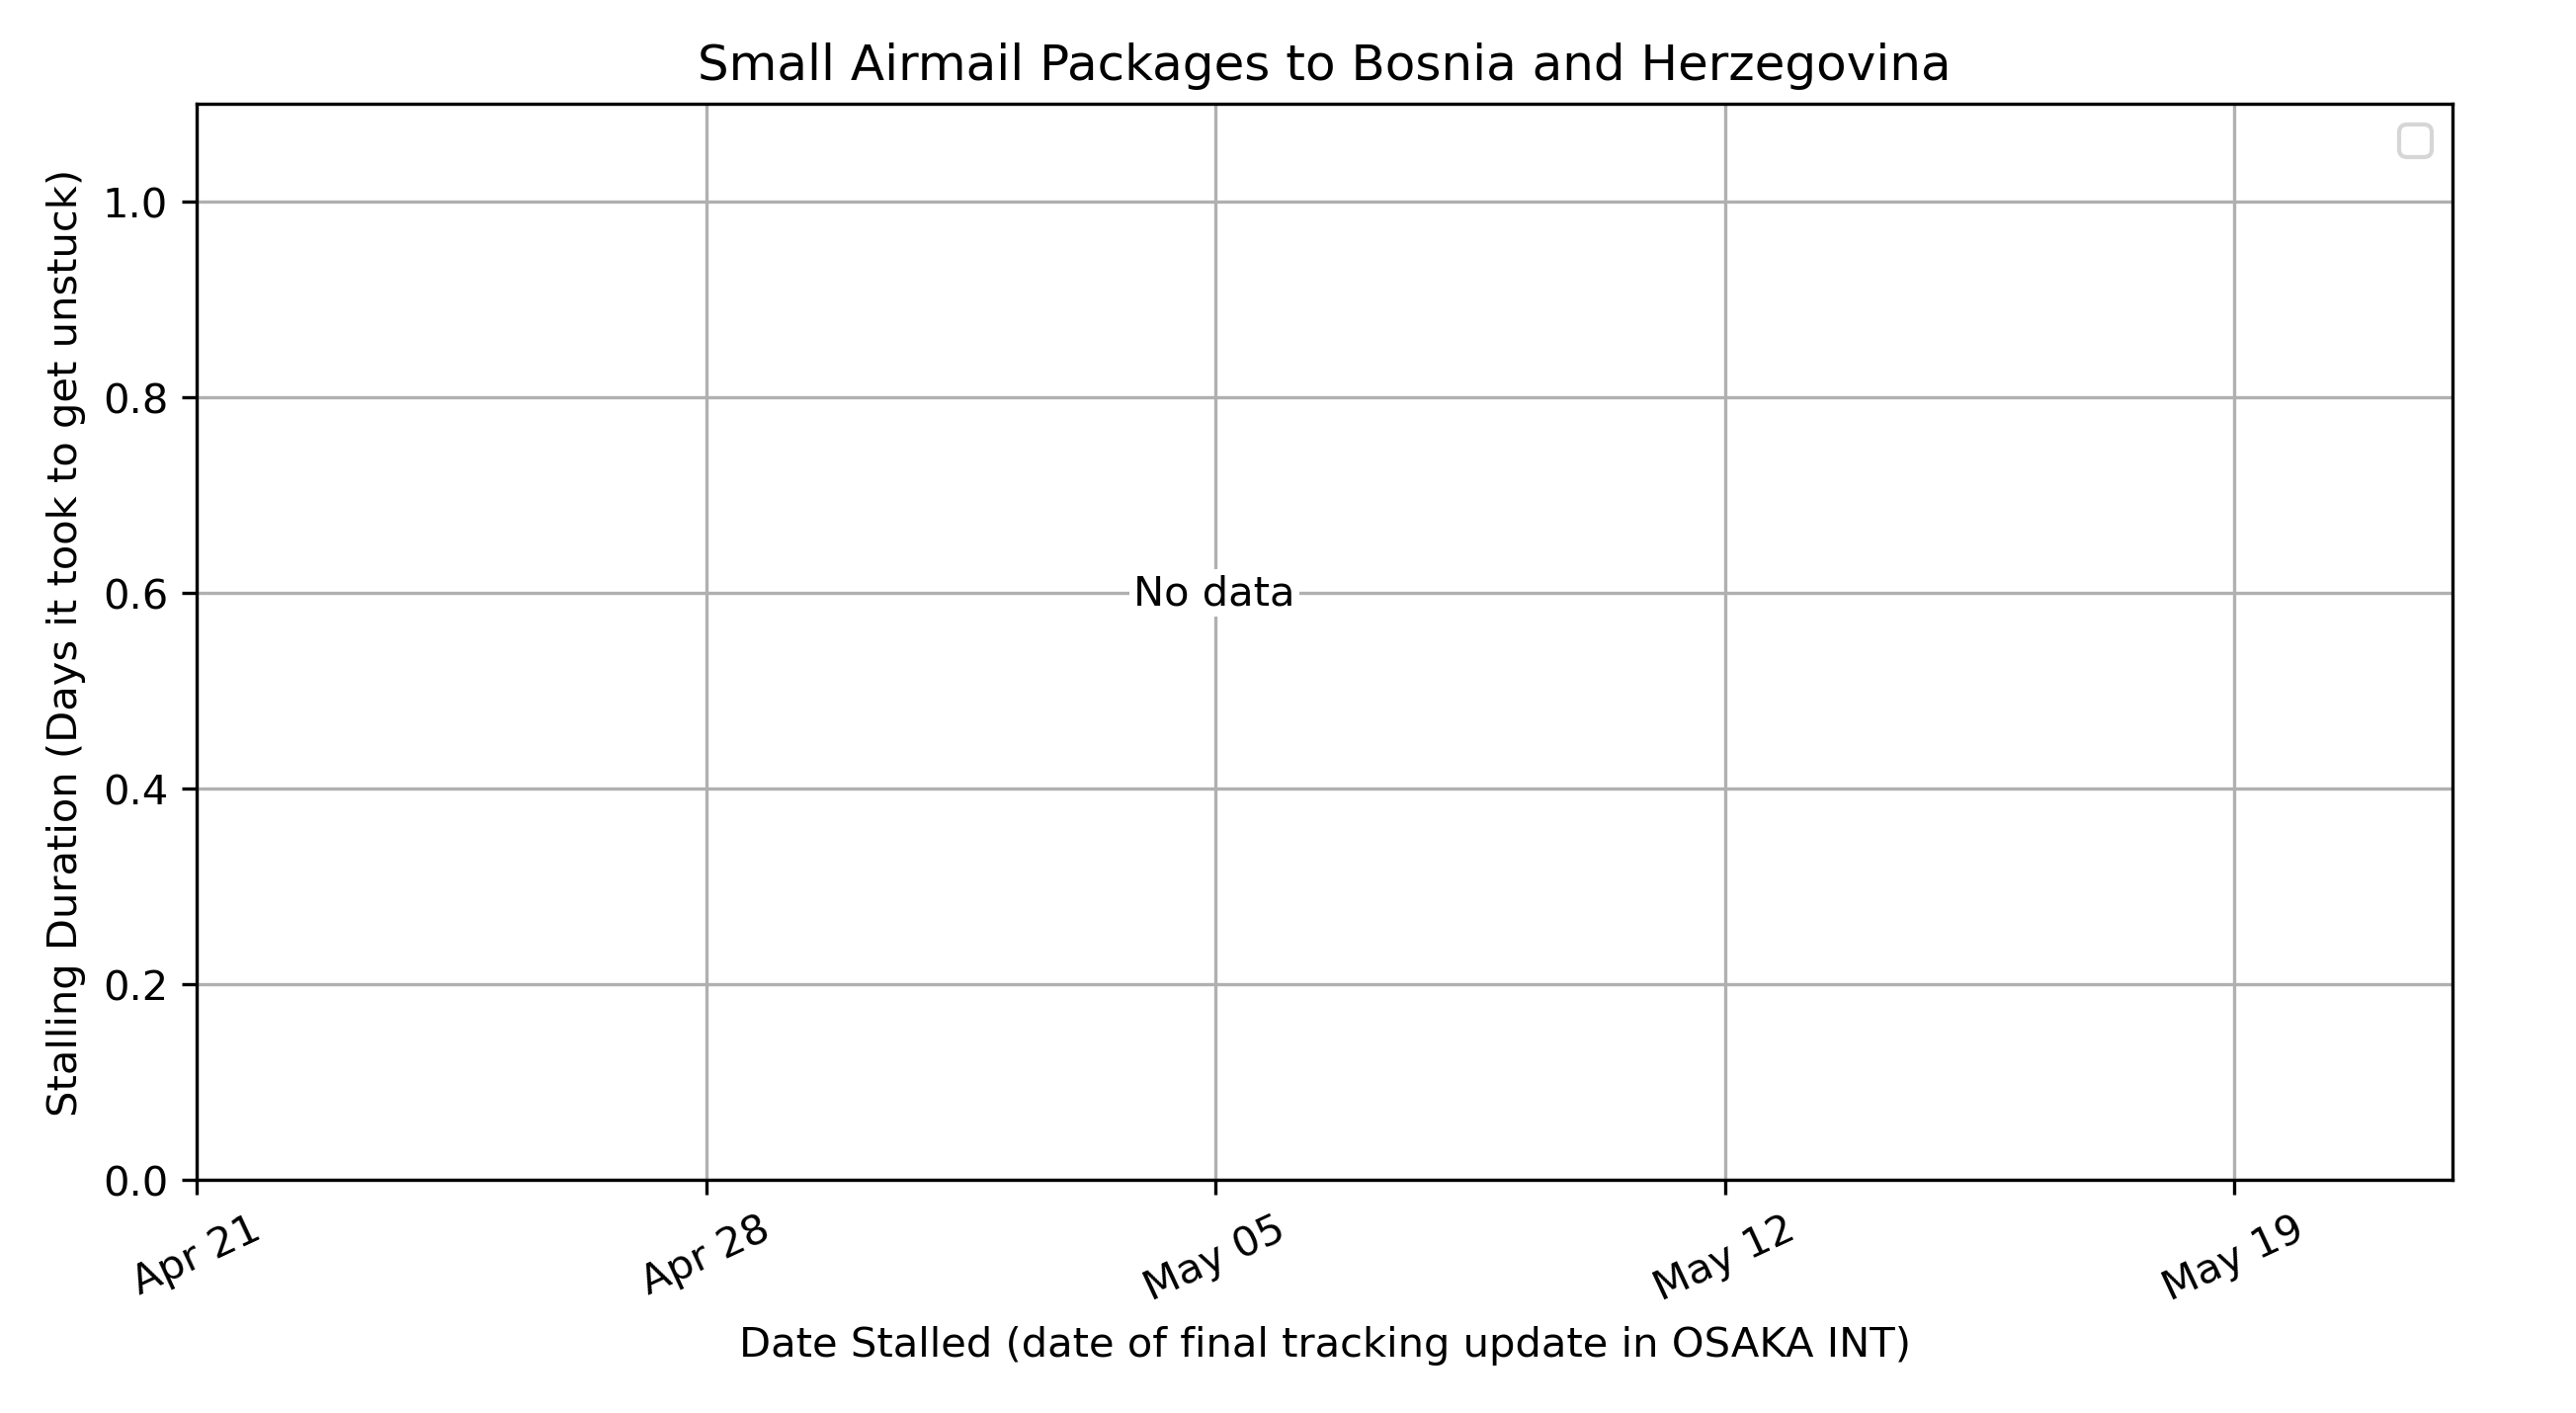 Small Airmail Packages to Bosnia and Herzegovina
Stalling Duration (Days it took to get unstuck)
1.0
0.8
0.6
0.4
0.2
0.0
No data
Apr 21
Apr 28
May 05
May 12
May 19
Date Stalled (date of final tracking update in OSAKA INT)